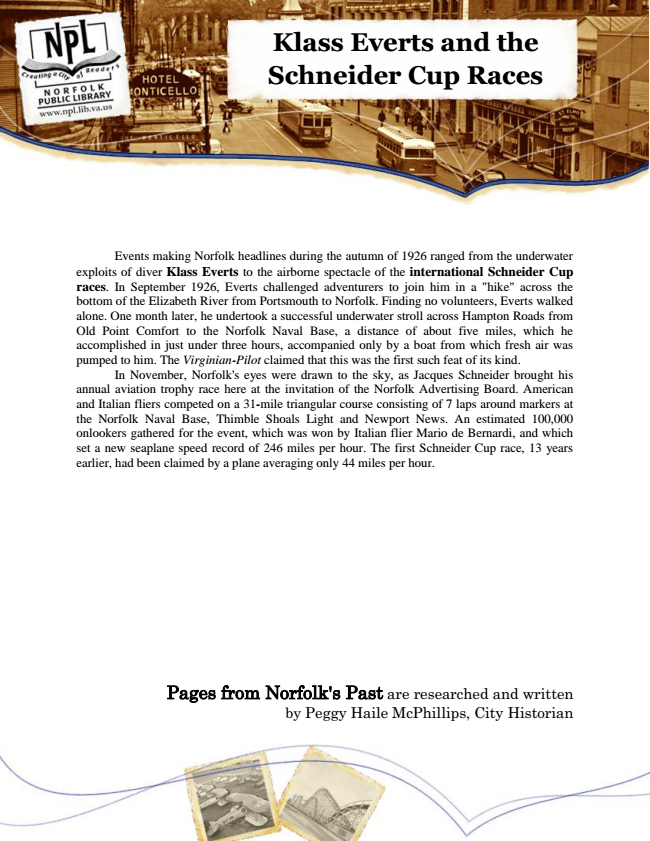 NPL
Creating a City of Readers
NORFOLK
PUBLIC LIBRARY
www.npl.lib.va.us
HOTEL
MONTICELLO
Klass Everts and the
Schneider Cup Races
Events making Norfolk headlines during the autumn of 1926 ranged from the underwater
exploits of diver Klass Everts to the airborne spectacle of the international Schneider Cup
races. In September 1926, Everts challenged adventurers to join him in a "hike" across the
bottom of the Elizabeth River from Portsmouth to Norfolk. Finding no volunteers, Everts walked
alone. One month later, he undertook a successful underwater stroll across Hampton Roads from
Old Point Comfort to the Norfolk Naval Base, a distance of about five miles, which he
accomplished in just under three hours, accompanied only by a boat from which fresh air was
pumped to him. The Virginian-Pilot claimed that this was the first such feat of its kind.
In November, Norfolk's eyes were drawn to the sky, as Jacques Schneider brought his
annual aviation trophy race here at the invitation of the Norfolk Advertising Board. American
and Italian fliers competed on a 31-mile triangular course consisting of 7 laps around markers at
the Norfolk Naval Base, Thimble Shoals Light and Newport News. An estimated 100,000
onlookers gathered for the event, which was won by Italian flier Mario de Bernardi, and which
set a new seaplane speed record of 246 miles per hour. The first Schneider Cup race, 13 years
earlier, had been claimed by a plane averaging only 44 miles per hour.
Pages from Norfolk's Past are researched and written
by Peggy Haile McPhillips, City Historian